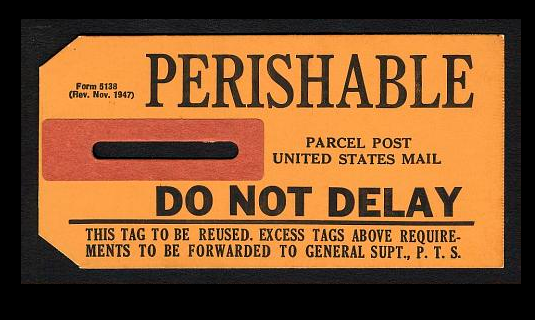 PERISHABLE
Form 5138
(Rev. Nov. 1947)
PARCEL POST
UNITED STATES MAIL
DO NOT DELAY
THIS TAG TO BE REUSED. EXCESS TAGS ABOVE REQUIRE-
MENTS TO BE FORWARDED TO GENERAL SUPT., P. T. S.